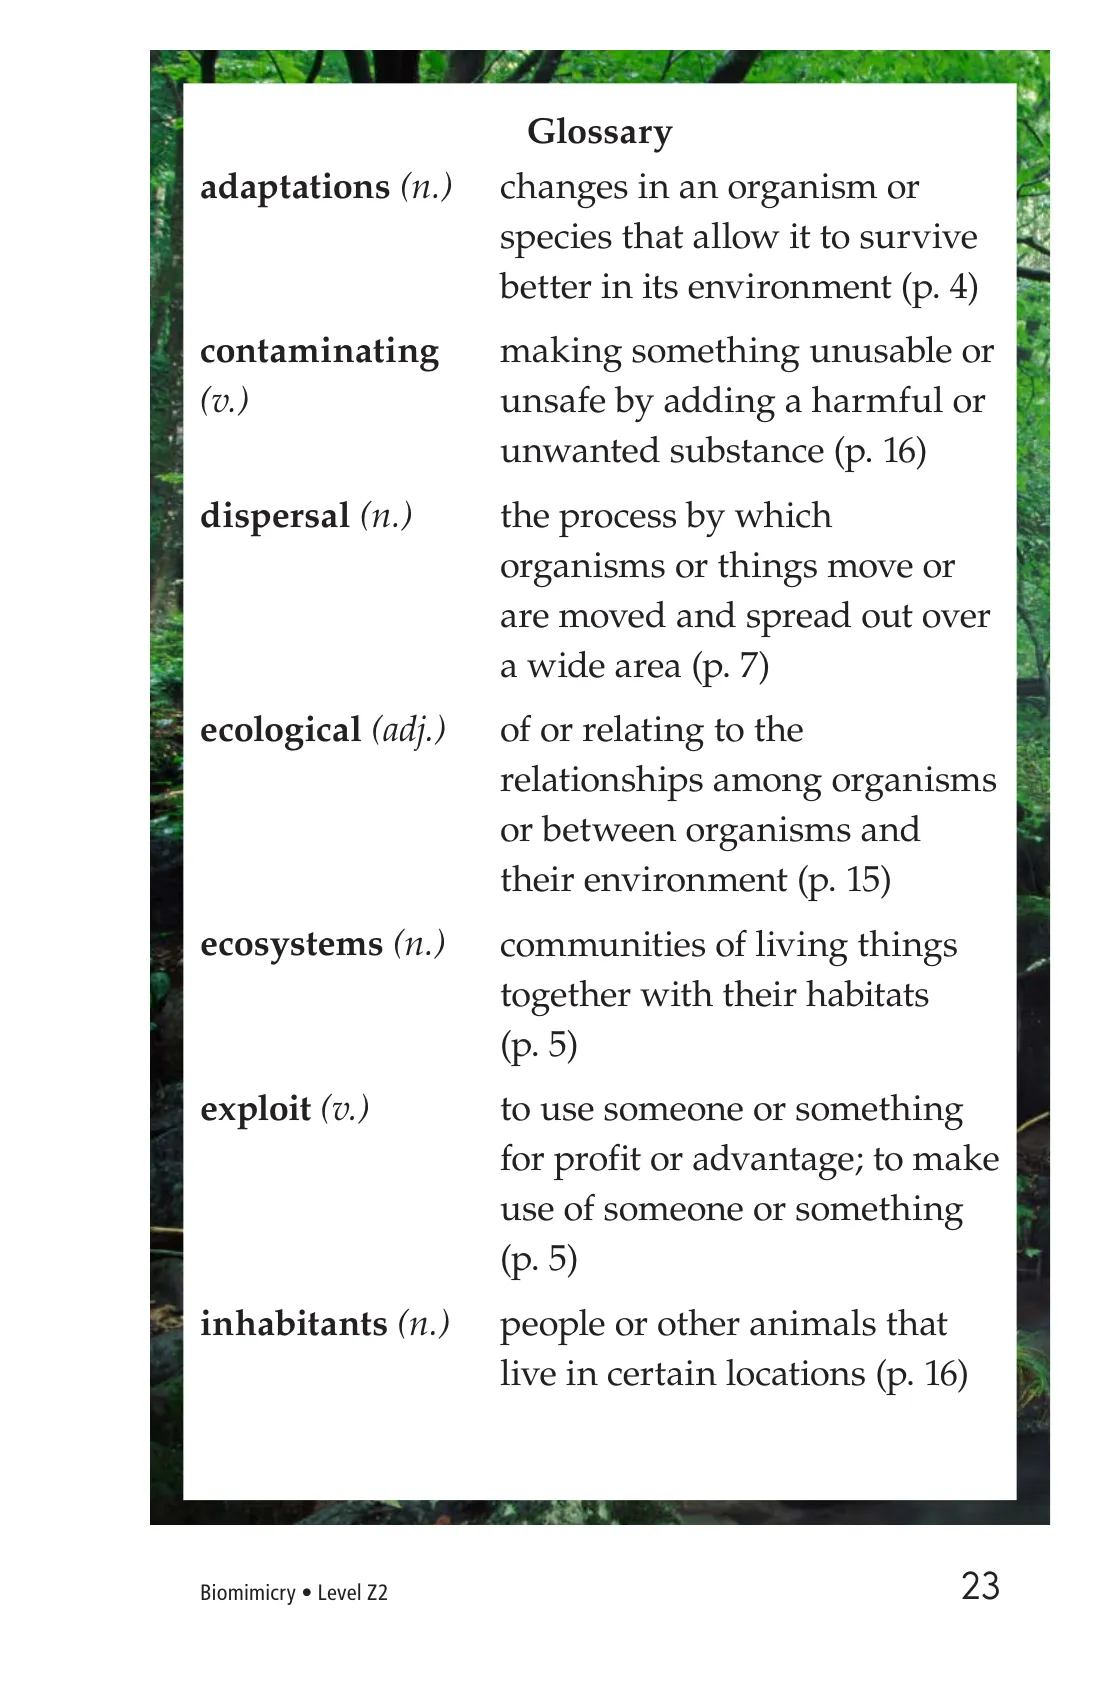 Glossary
adaptations (n.) changes in an organism or
species that allow it to survive
better in its environment (p. 4)
contaminating making something unusable or
(v.) unsafe by adding a harmful or
unwanted substance (p. 16)
dispersal (n.) the process by which
organisms or things move or
are moved and spread out over
a wide area (p. 7)
ecological (adj.) of or relating to the
relationships among organisms
or between organisms and
their environment (p. 15)
ecosystems (n.) communities of living things
together with their habitats
(p. 5)
exploit (v.) to use someone or something
for profit or advantage; to make
use of someone or something
(p. 5)
inhabitants (n.) people or other animals that
live in certain locations (p. 16)
Biomimicry • Level Z2 23